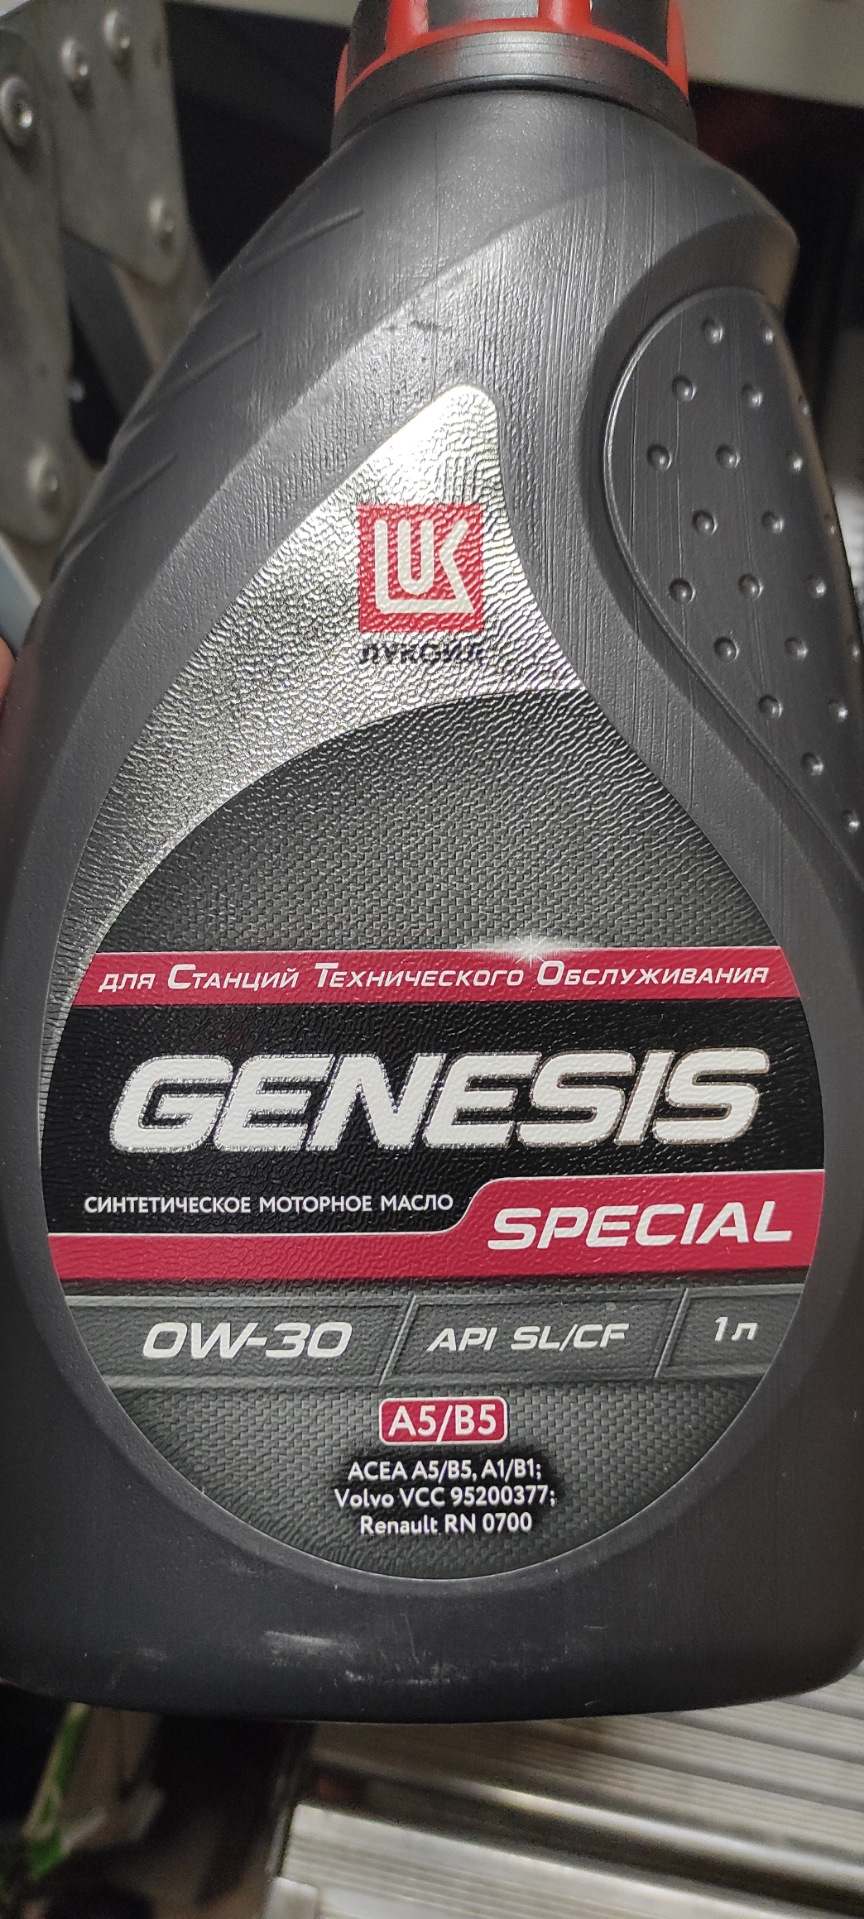 LUK
ЛУКОЙЛ
для Станций Технического Обслуживания
GENESIS
СИНТЕТИЧЕСКОЕ МОТОРНОЕ МАСЛО
SPECIAL
0W-30 API SL/CF 1 л
A5/B5
ACEA A5/B5, A1/B1;
Volvo VCC 95200377;
Renault RN 0700